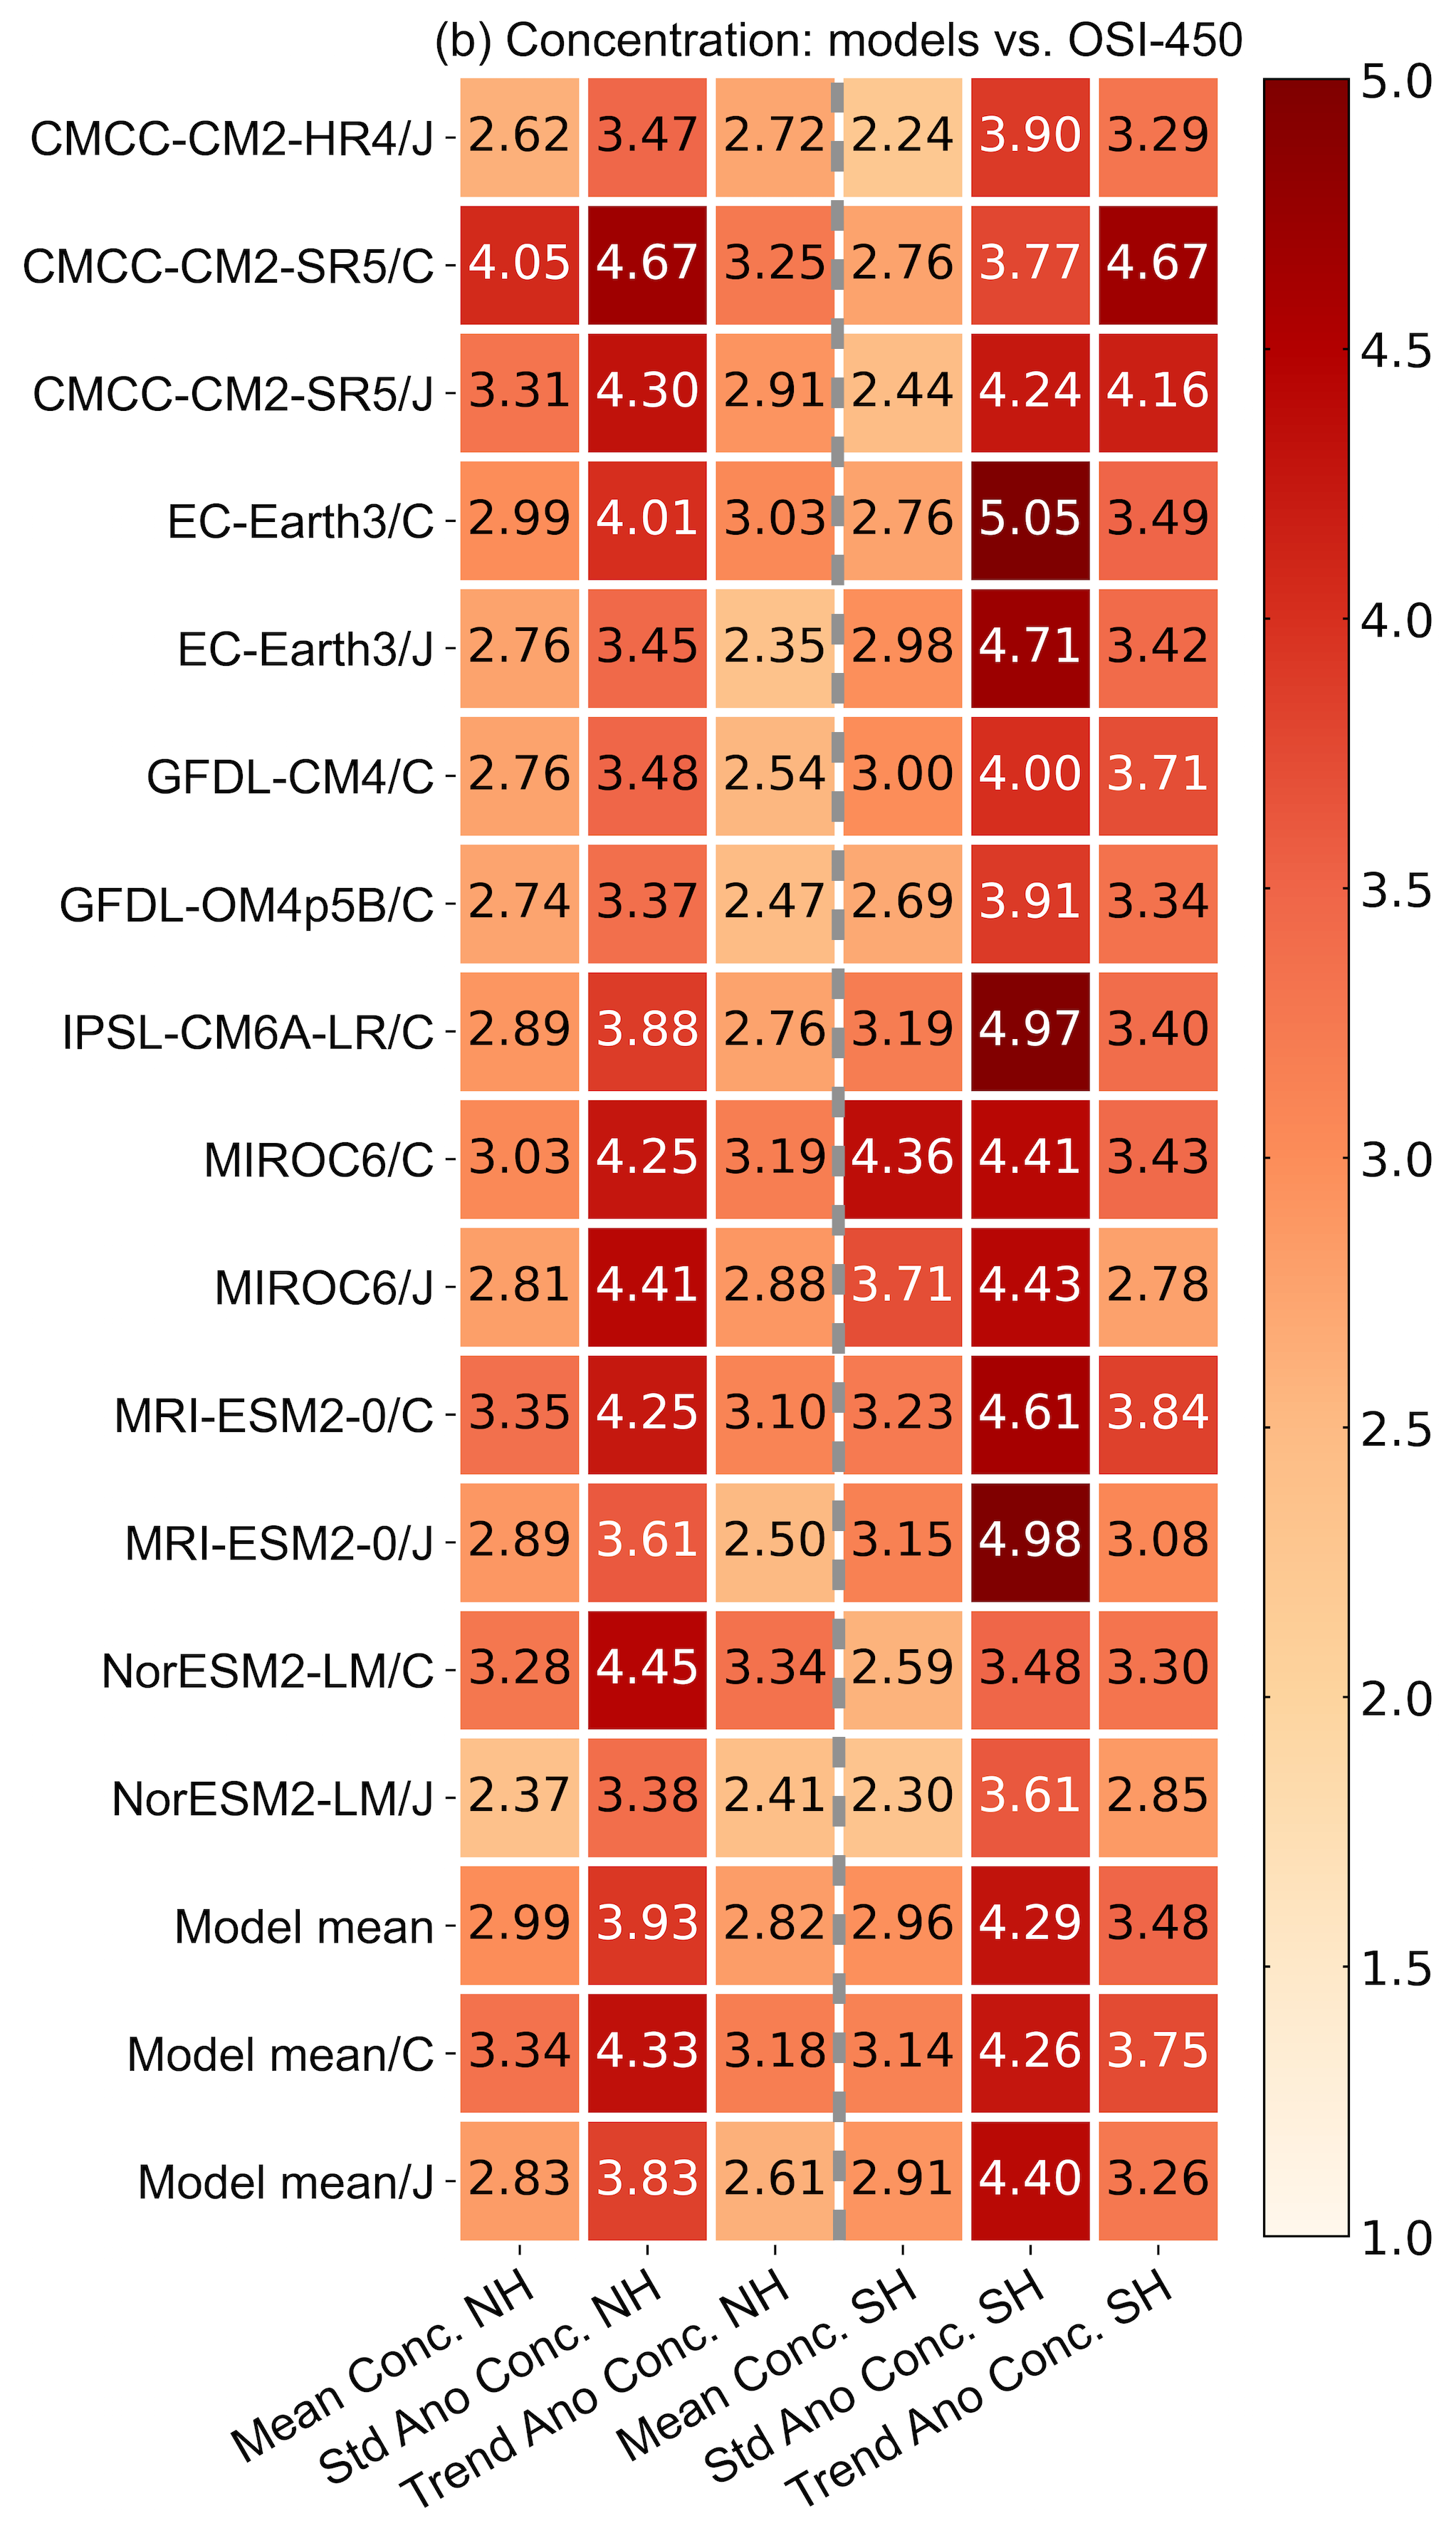 (b) Concentration: models vs. OSI-450
CMCC-CM2-HR4/J 2.62 3.47 2.72 2.24 3.90 3.29
CMCC-CM2-SR5/C 4.05 4.67 3.25 2.76 3.77 4.67
CMCC-CM2-SR5/J 3.31 4.30 2.91 2.44 4.24 4.16
EC-Earth3/C 2.99 4.01 3.03 2.76 5.05 3.49
EC-Earth3/J 2.76 3.45 2.35 2.98 4.71 3.42
GFDL-CM4/C 2.76 3.48 2.54 3.00 4.00 3.71
GFDL-OM4p5B/C 2.74 3.37 2.47 2.69 3.91 3.34
IPSL-CM6A-LR/C 2.89 3.88 2.76 3.19 4.97 3.40
MIROC6/C 3.03 4.25 3.19 4.36 4.41 3.43
MIROC6/J 2.81 4.41 2.88 3.71 4.43 2.78
MRI-ESM2-0/C 3.35 4.25 3.10 3.23 4.61 3.84
MRI-ESM2-0/J 2.89 3.61 2.50 3.15 4.98 3.08
NorESM2-LM/C 3.28 4.45 3.34 2.59 3.48 3.30
NorESM2-LM/J 2.37 3.38 2.41 2.30 3.61 2.85
Model mean 2.99 3.93 2.82 2.96 4.29 3.48
Model mean/C 3.34 4.33 3.18 3.14 4.26 3.75
Model mean/J 2.83 3.83 2.61 2.91 4.40 3.26
Mean Conc. NH
Std Ano Conc. NH
Trend Ano Conc. NH
Mean Conc. SH
Std Ano Conc. SH
Trend Ano Conc. SH
5.0
4.5
4.0
3.5
3.0
2.5
2.0
1.5
1.0